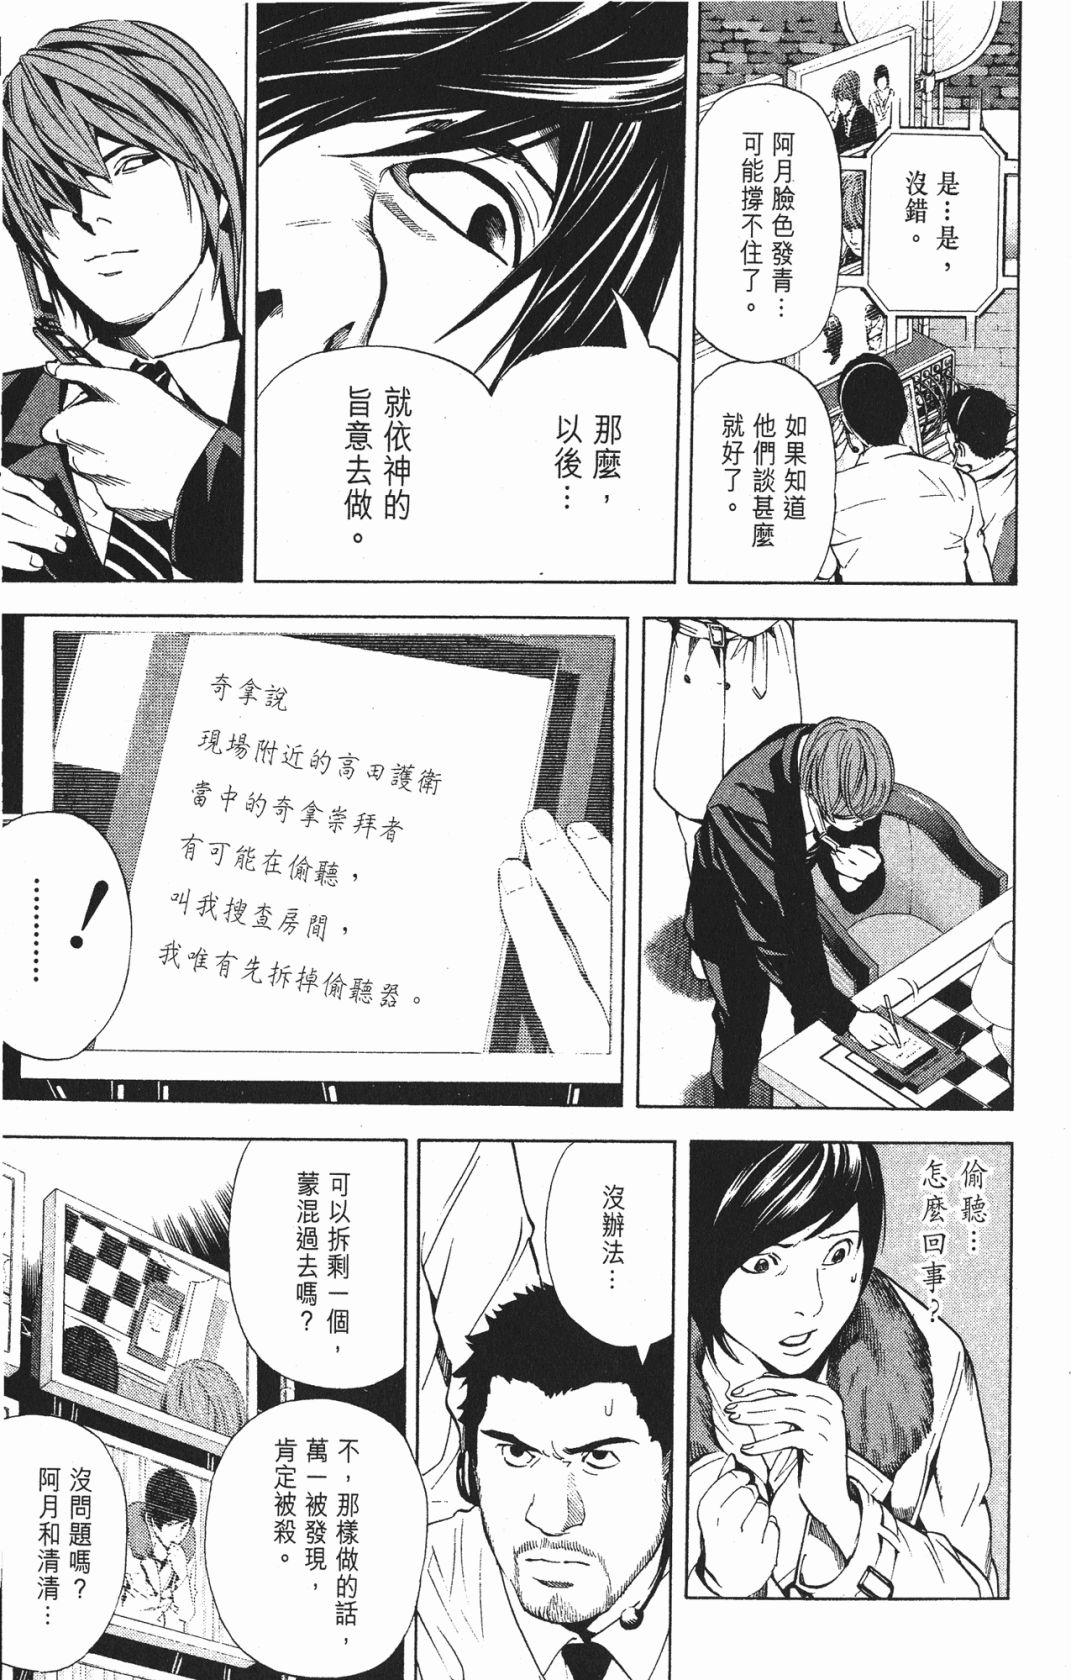 是…是，
沒錯。
阿月臉色發青…
可能撐不住了。
如果知道
他們談甚麼
就好了。
那麼，
以後…
就依神的
旨意去做。
奇拿說
現場附近的高田護衛
當中的奇拿崇拜者
有可能在偷聽，
叫我搜查房間，
我唯有先拆掉偷聽器。
！
………
偷聽…
怎麼回事？
沒辦法…
可以拆剩一個，
蒙混過去嗎？
不，那樣做的話，
萬一被發現，
肯定被殺。
沒問題嗎？
阿月和清清…